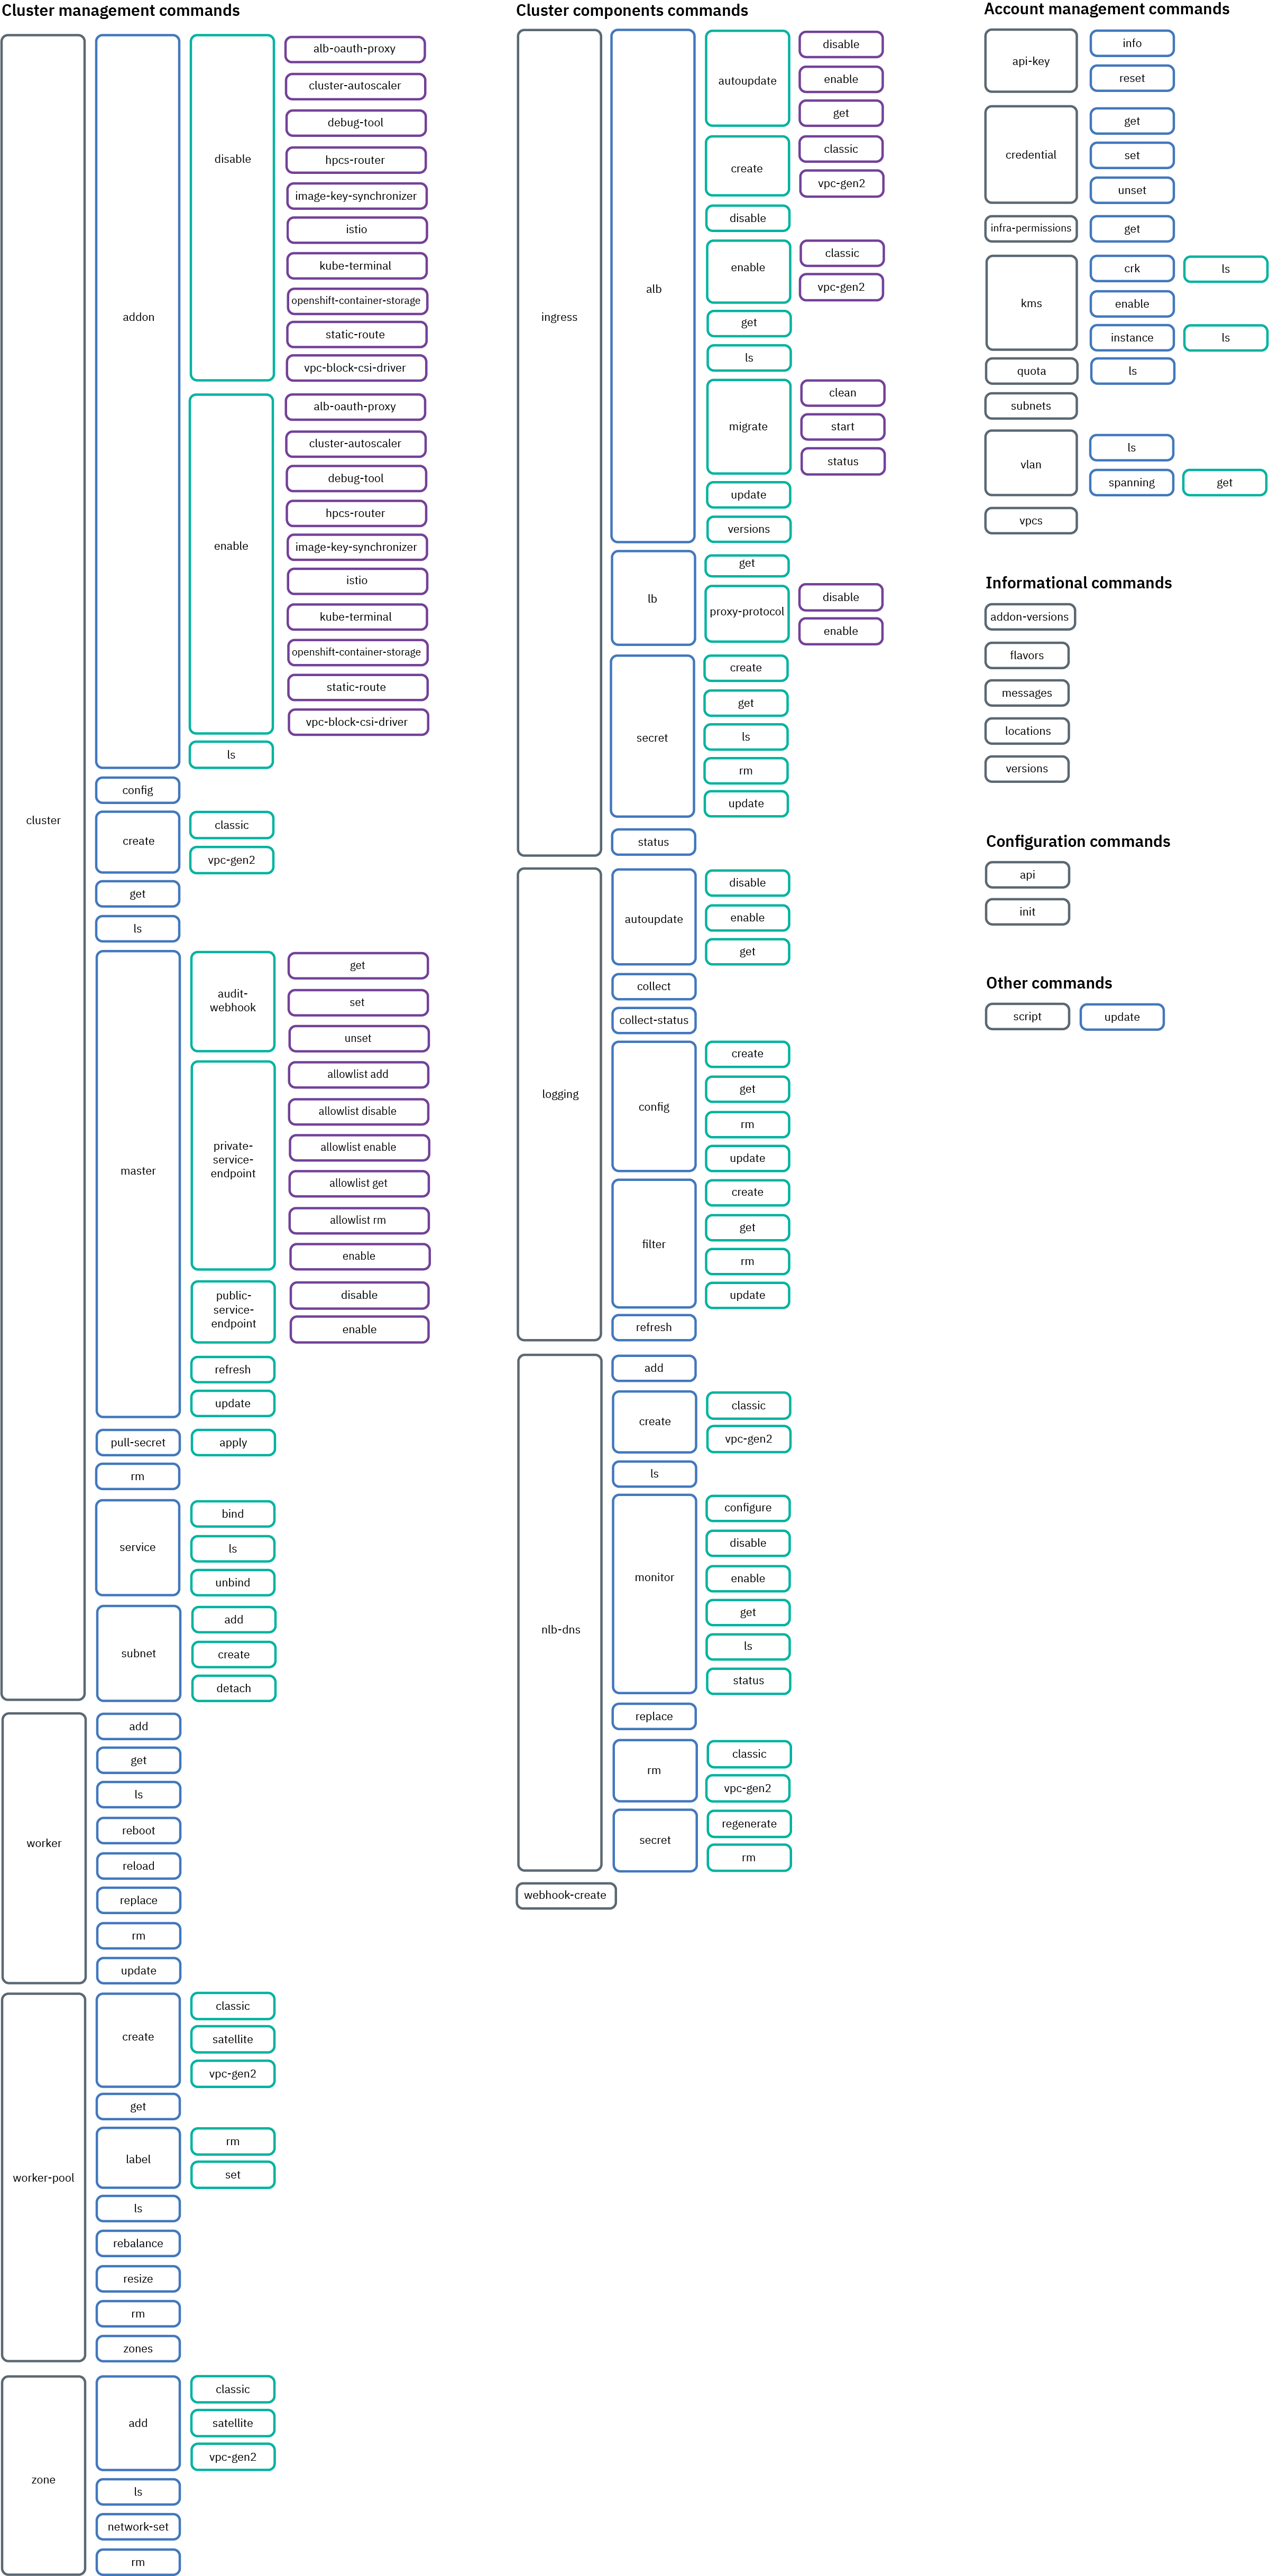 Cluster management commands
cluster
addon
disable
alb-oauth-proxy
cluster-autoscaler
debug-tool
hpcs-router
image-key-synchronizer
istio
kube-terminal
openshift-container-storage
static-route
vpc-block-csi-driver
enable
alb-oauth-proxy
cluster-autoscaler
debug-tool
hpcs-router
image-key-synchronizer
istio
kube-terminal
openshift-container-storage
static-route
vpc-block-csi-driver
ls
config
create
classic
vpc-gen2
get
ls
master
audit-
webhook
get
set
unset
private-
service-
endpoint
allowlist add
allowlist disable
allowlist enable
allowlist get
allowlist rm
enable
public-
service-
endpoint
disable
enable
refresh
update
pull-secret
apply
rm
service
bind
ls
unbind
subnet
add
create
detach
worker
add
get
ls
reboot
reload
replace
rm
update
worker-pool
create
classic
satellite
vpc-gen2
get
label
rm
set
ls
rebalance
resize
rm
zones
zone
add
classic
satellite
vpc-gen2
ls
network-set
rm
Cluster components commands
ingress
alb
autoupdate
disable
enable
get
create
classic
vpc-gen2
disable
enable
classic
vpc-gen2
get
ls
migrate
clean
start
status
update
versions
lb
get
proxy-protocol
disable
enable
secret
create
get
ls
rm
update
status
logging
autoupdate
disable
enable
get
collect
collect-status
config
create
get
rm
update
filter
create
get
rm
update
refresh
nlb-dns
add
create
classic
vpc-gen2
ls
monitor
configure
disable
enable
get
ls
status
replace
rm
classic
vpc-gen2
secret
regenerate
rm
webhook-create
Account management commands
api-key
info
reset
credential
get
set
unset
infra-permissions
get
kms
crk
ls
enable
instance
ls
quota
ls
subnets
vlan
ls
spanning
get
vpcs
Informational commands
addon-versions
flavors
messages
locations
versions
Configuration commands
api
init
Other commands
script
update